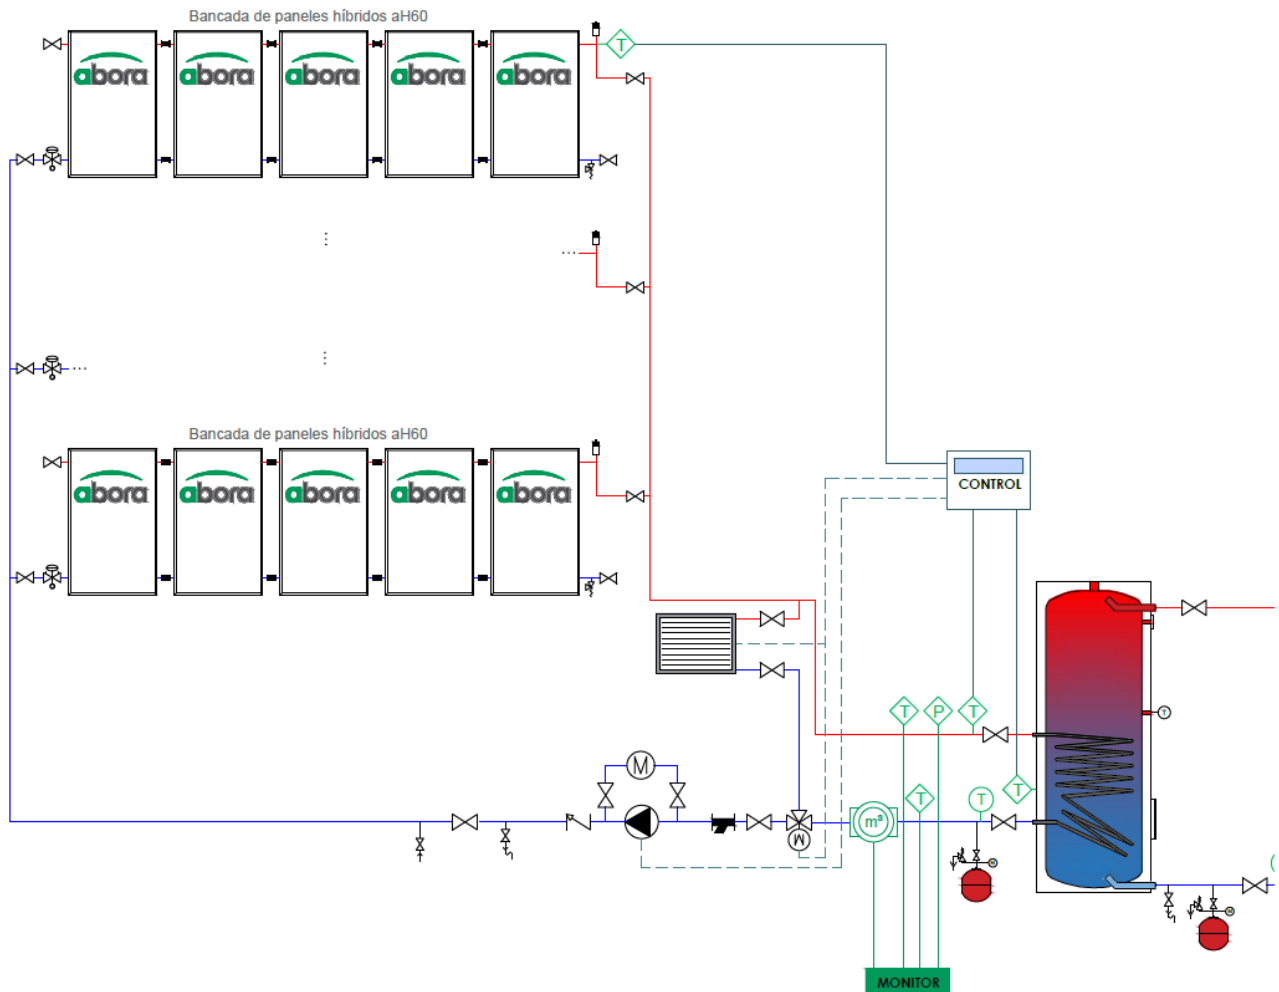 Bancada de paneles híbridos aH60
abora abora abora abora abora
T
...
...
...
...
Bancada de paneles híbridos aH60
abora abora abora abora abora
CONTROL
T P T
T
M
T
T
T
m³
M
M
M
MONITOR